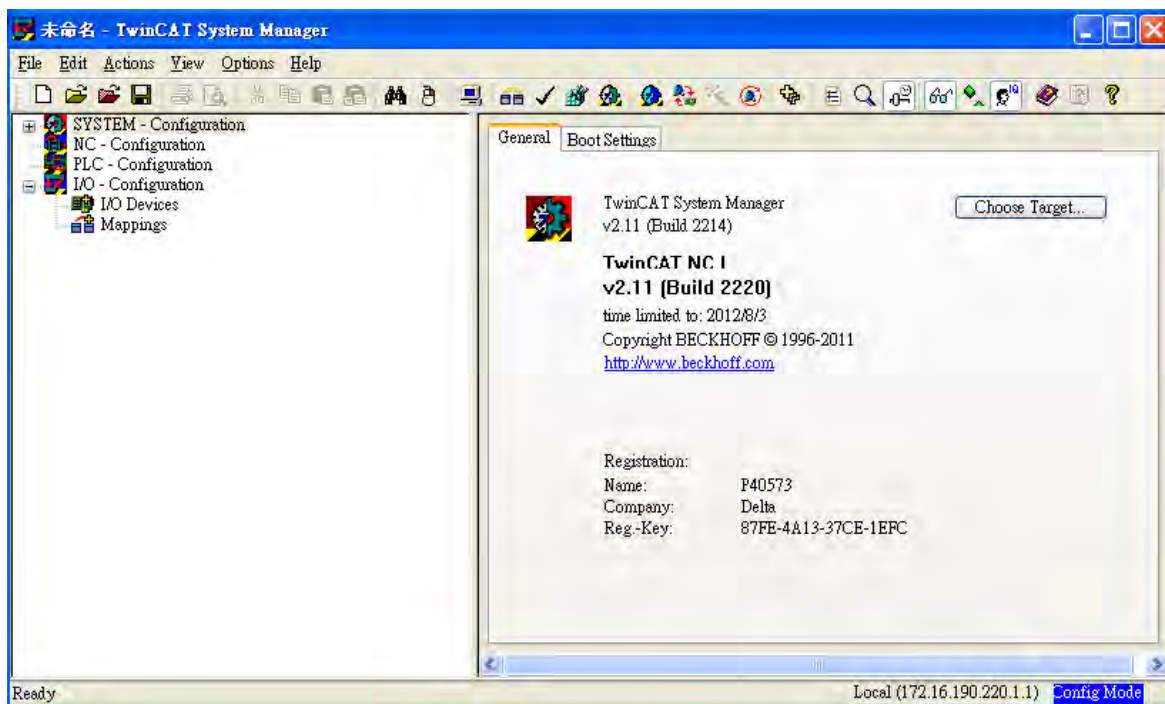 未命名 - TwinCAT System Manager
File Edit Actions View Options Help
SYSTEM - Configuration
NC - Configuration
PLC - Configuration
I/O - Configuration
I/O Devices
Mappings
General Boot Settings
TwinCAT System Manager
v2.11 (Build 2214)
Choose Target...
TwinCAT NC I
v2.11 (Build 2220)
time limited to: 2012/8/3
Copyright BECKHOFF © 1996-2011
http://www.beckhoff.com
Registration:
Name: P40573
Company: Delta
Reg.-Key: 87FE-4A13-37CE-1EFC
Ready Local (172.16.190.220.1.1) Config Mode